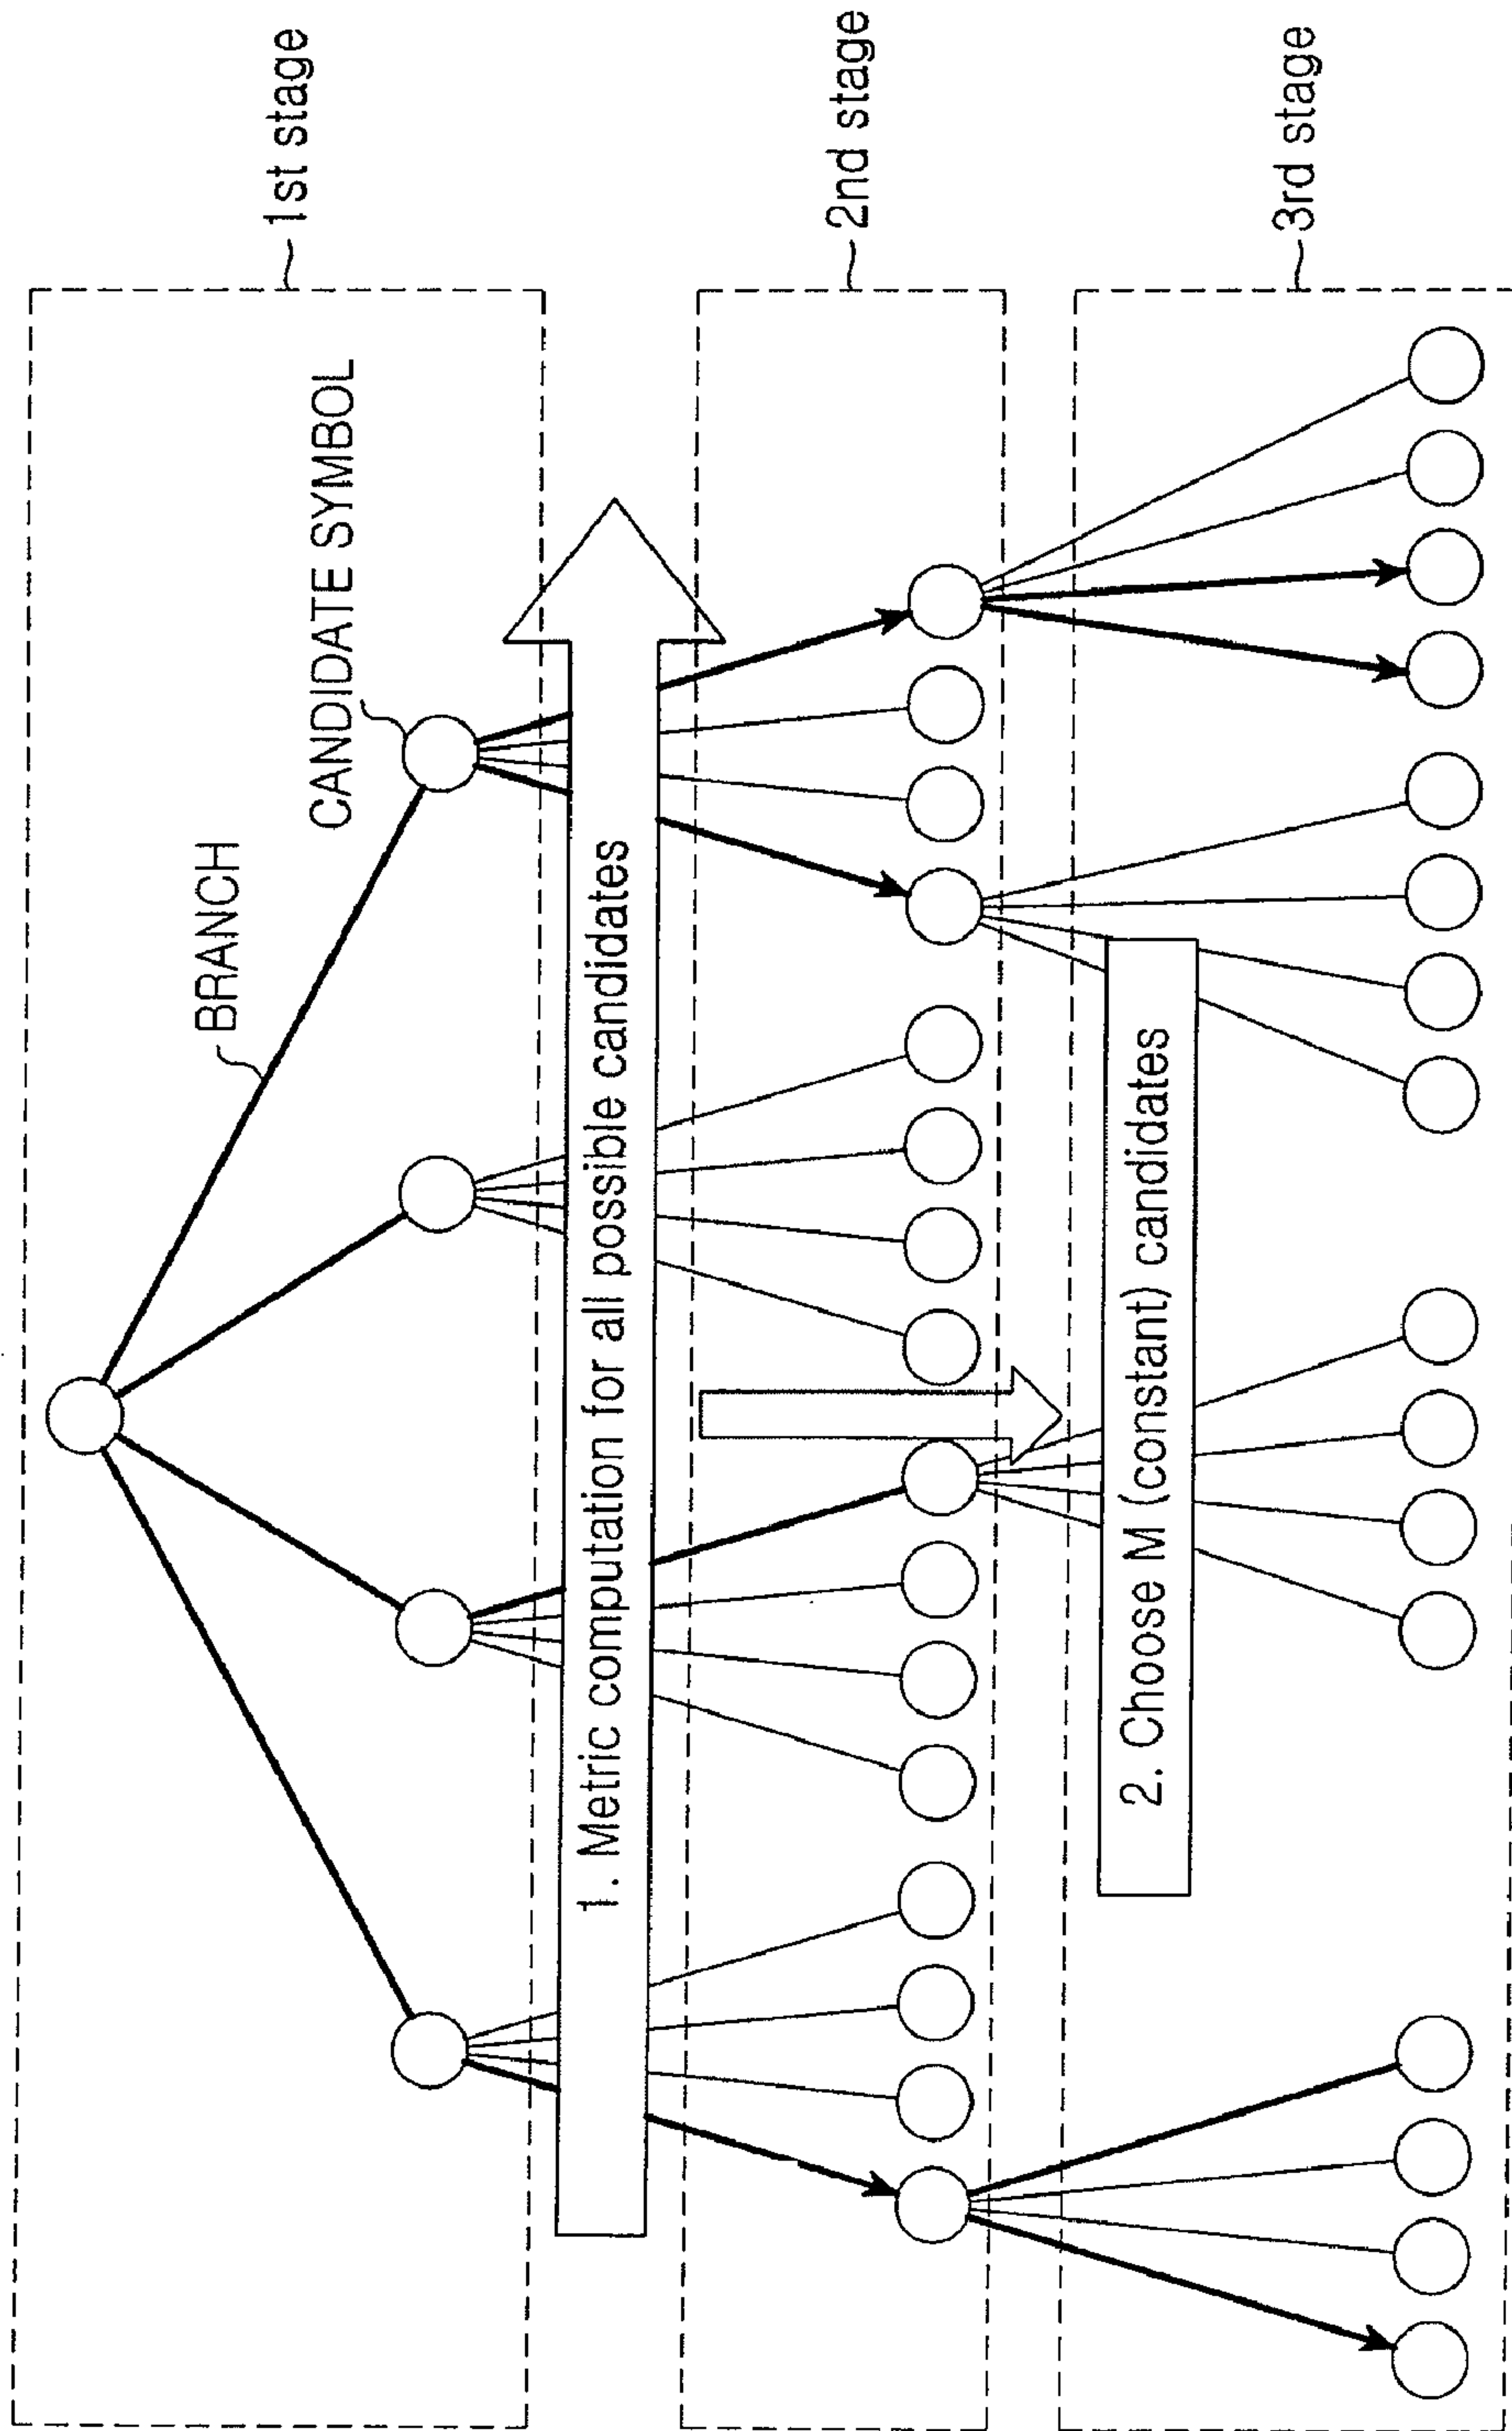 1st stage
CANDIDATE SYMBOL
BRANCH
1. Metric computation for all possible candidates
2nd stage
2. Choose M (constant) candidates
3rd stage